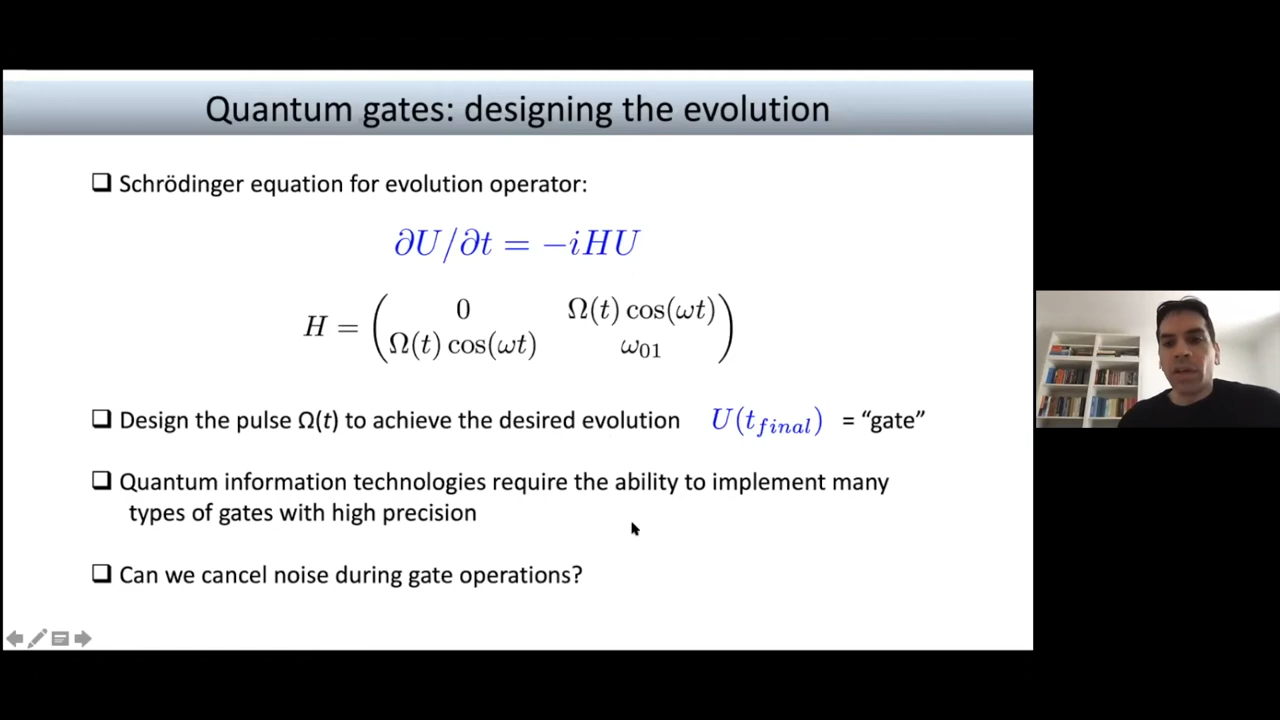 Quantum gates: designing the evolution
❑ Schrödinger equation for evolution operator:
∂U/∂t = −iHU
H = ( 0 Ω(t) cos(ωt)
Ω(t) cos(ωt) ω₀₁ )
❑ Design the pulse Ω(t) to achieve the desired evolution U(t_final) = “gate”
❑ Quantum information technologies require the ability to implement many
types of gates with high precision
❑ Can we cancel noise during gate operations?